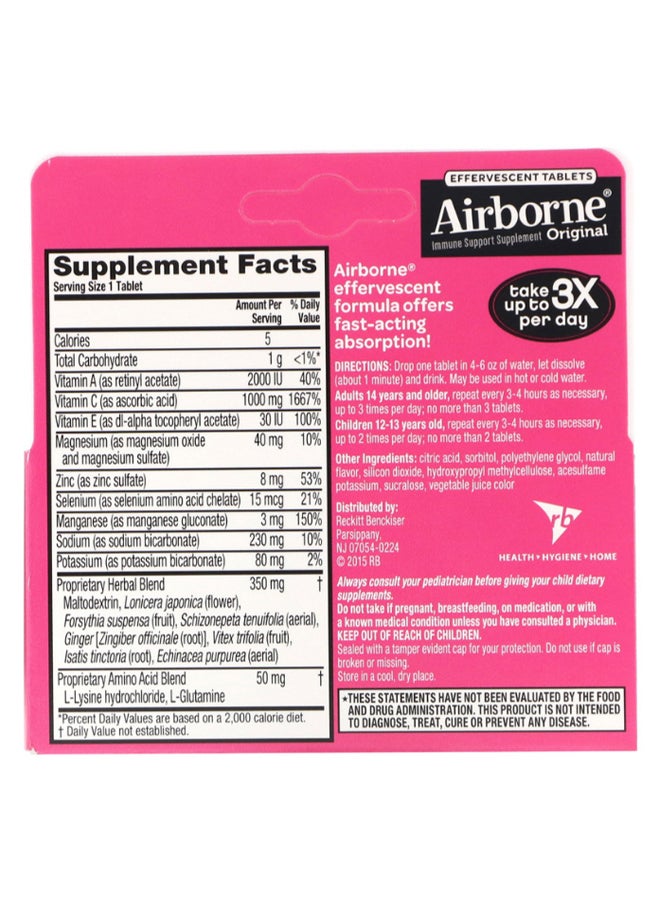 EFFERVESCENT TABLETS
Airborne®
Immune Support Supplement Original
take
up to 3X
per day
Supplement Facts
Serving Size 1 Tablet
Amount Per Serving % Daily Value
Calories 5
Total Carbohydrate 1 g <1%*
Vitamin A (as retinyl acetate) 2000 IU 40%
Vitamin C (as ascorbic acid) 1000 mg 1667%
Vitamin E (as dl-alpha tocopheryl acetate) 30 IU 100%
Magnesium (as magnesium oxide 40 mg 10%
and magnesium sulfate)
Zinc (as zinc sulfate) 8 mg 53%
Selenium (as selenium amino acid chelate) 15 mcg 21%
Manganese (as manganese gluconate) 3 mg 150%
Sodium (as sodium bicarbonate) 230 mg 10%
Potassium (as potassium bicarbonate) 80 mg 2%
Proprietary Herbal Blend 350 mg †
Maltodextrin, Lonicera japonica (flower),
Forsythia suspensa (fruit), Schizonepeta tenuifolia (aerial),
Ginger [Zingiber officinale (root)], Vitex trifolia (fruit),
Isatis tinctoria (root), Echinacea purpurea (aerial)
Proprietary Amino Acid Blend 50 mg †
L-Lysine hydrochloride, L-Glutamine
*Percent Daily Values are based on a 2,000 calorie diet.
† Daily Value not established.
Airborne®
effervescent
formula offers
fast-acting
absorption!
DIRECTIONS: Drop one tablet in 4-6 oz of water, let dissolve
(about 1 minute) and drink. May be used in hot or cold water.
Adults 14 years and older, repeat every 3-4 hours as necessary,
up to 3 times per day; no more than 3 tablets.
Children 12-13 years old, repeat every 3-4 hours as necessary,
up to 2 times per day; no more than 2 tablets.
Other Ingredients: citric acid, sorbitol, polyethylene glycol, natural
flavor, silicon dioxide, hydroxypropyl methylcellulose, acesulfame
potassium, sucralose, vegetable juice color
Distributed by:
Reckitt Benckiser
Parsippany,
NJ 07054-0224
© 2015 RB
rb
HEALTH • HYGIENE • HOME
Always consult your pediatrician before giving your child dietary
supplements.
Do not take if pregnant, breastfeeding, on medication, or with
a known medical condition unless you have consulted a physician.
KEEP OUT OF REACH OF CHILDREN.
Sealed with a tamper evident cap for your protection. Do not use if cap is
broken or missing.
Store in a cool, dry place.
*THESE STATEMENTS HAVE NOT BEEN EVALUATED BY THE FOOD
AND DRUG ADMINISTRATION. THIS PRODUCT IS NOT INTENDED
TO DIAGNOSE, TREAT, CURE OR PREVENT ANY DISEASE.